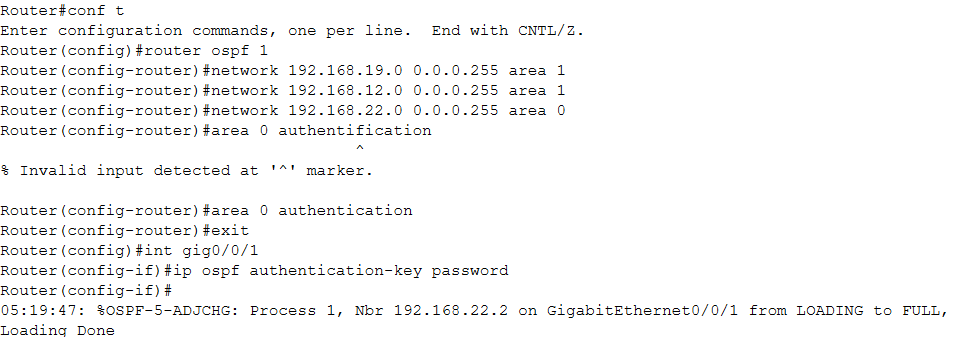 Router#conf t
Enter configuration commands, one per line.  End with CNTL/Z.
Router(config)#router ospf 1
Router(config-router)#network 192.168.19.0 0.0.0.255 area 1
Router(config-router)#network 192.168.12.0 0.0.0.255 area 1
Router(config-router)#network 192.168.22.0 0.0.0.255 area 0
Router(config-router)#area 0 authentification
                                    ^
% Invalid input detected at '^' marker.

Router(config-router)#area 0 authentication
Router(config-router)#exit
Router(config)#int gig0/0/1
Router(config-if)#ip ospf authentication-key password
Router(config-if)#
05:19:47: %OSPF-5-ADJCHG: Process 1, Nbr 192.168.22.2 on GigabitEthernet0/0/1 from LOADING to FULL,
Loading Done